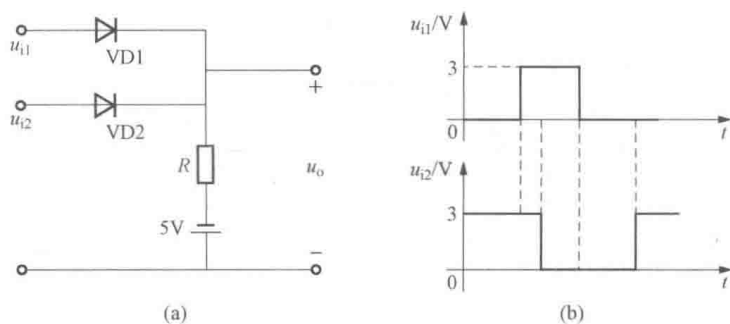 u_i1
VD1
u_i2
VD2
+
R
u_o
5V
−
(a)
u_i1/V
3
0
t
u_i2/V
3
0
t
(b)